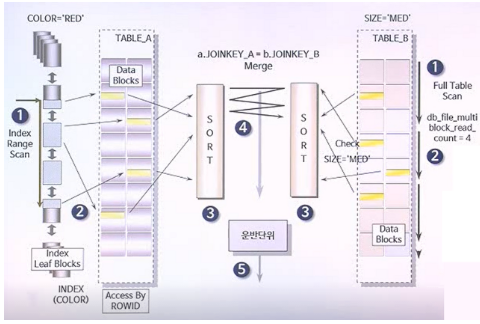 COLOR='RED'
SIZE='MED'
TABLE_A
TABLE_B
a.JOINKEY_A = b.JOINKEY_B
Merge
Data
Blocks
1
Index
Range
Scan
1
Full Table
Scan
db_file_multi
block_read_
count = 4
SORT
SORT
4
Check
SIZE='MED'
2
2
3
3
운반단위
Data
Blocks
5
Index
Leaf Blocks
INDEX
(COLOR)
Access By
ROWID